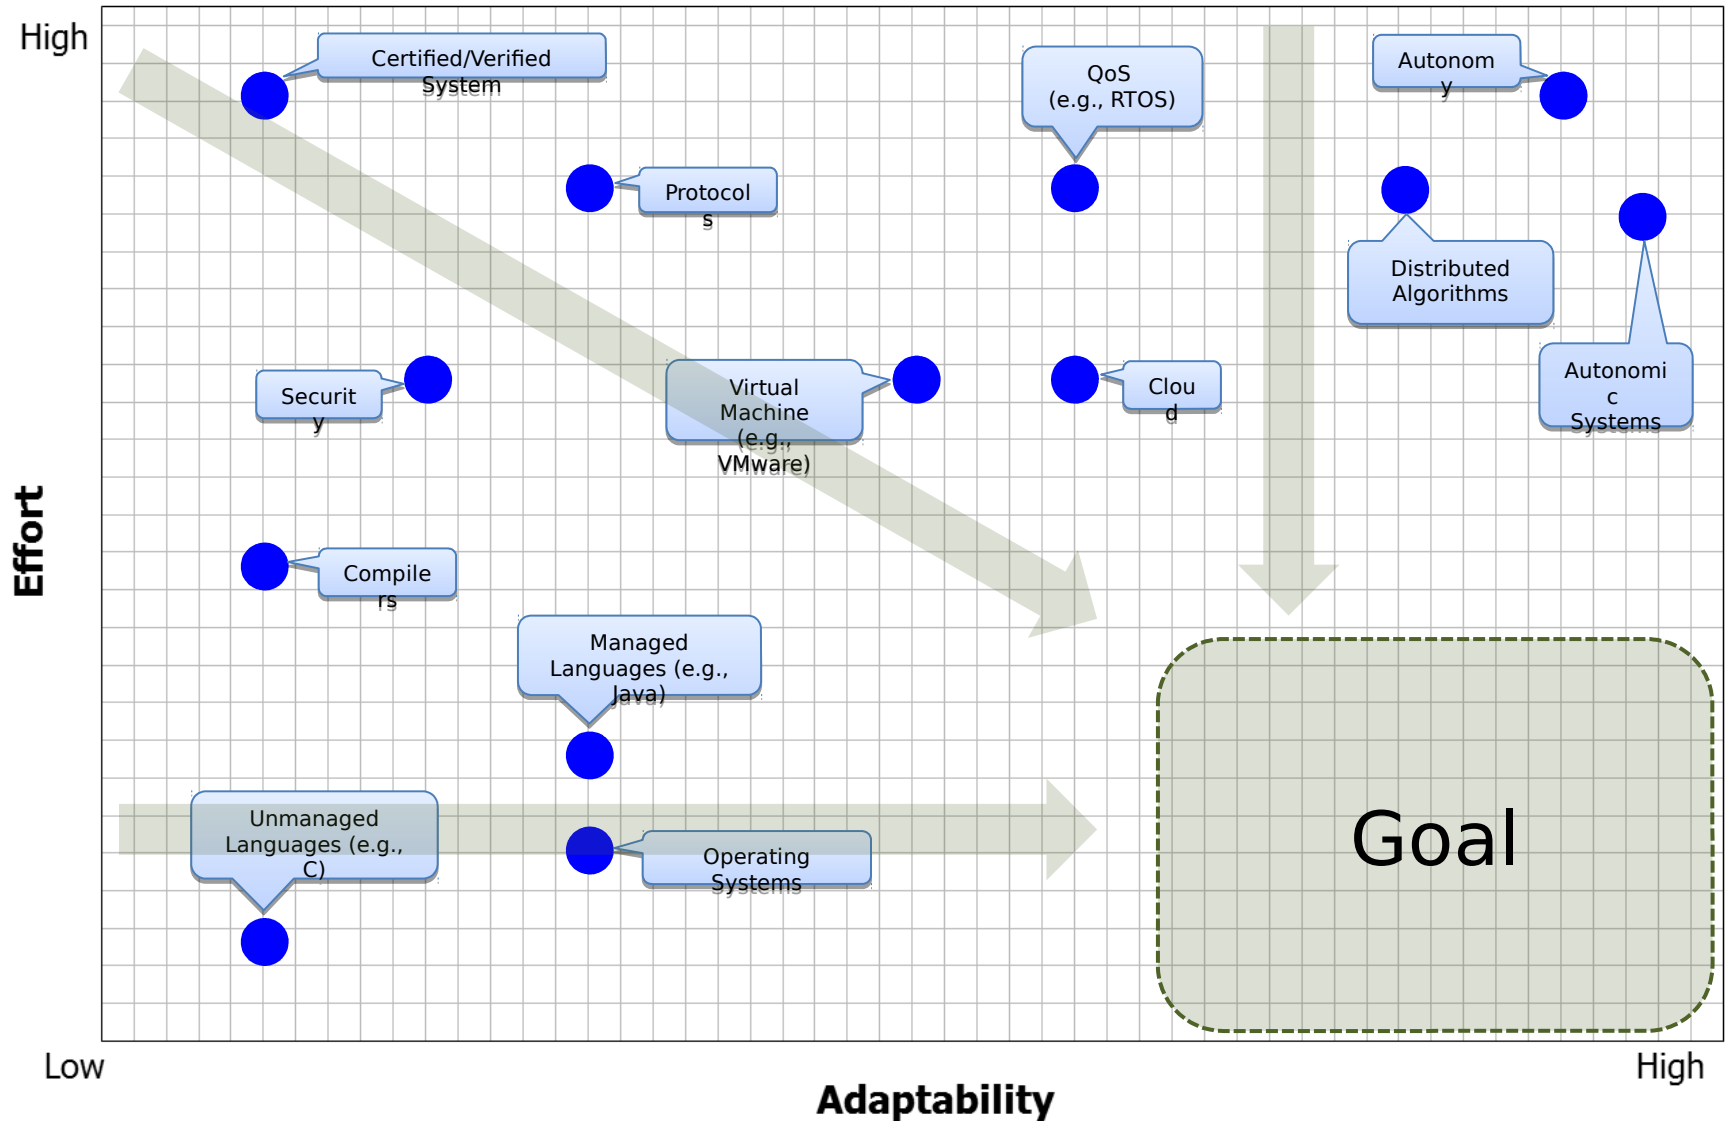 High
Certified/Verified
System
QoS
(e.g., RTOS)
Autonom
y
Protocol
s
Distributed
Algorithms
Securit
y
Virtual
Machine
(e.g.,
VMware)
Clou
d
Autonomi
c
Systems
Effort
Compile
rs
Managed
Languages (e.g.,
Java)
Unmanaged
Languages (e.g.,
C)
Operating
Systems
Goal
Low
High
Adaptability